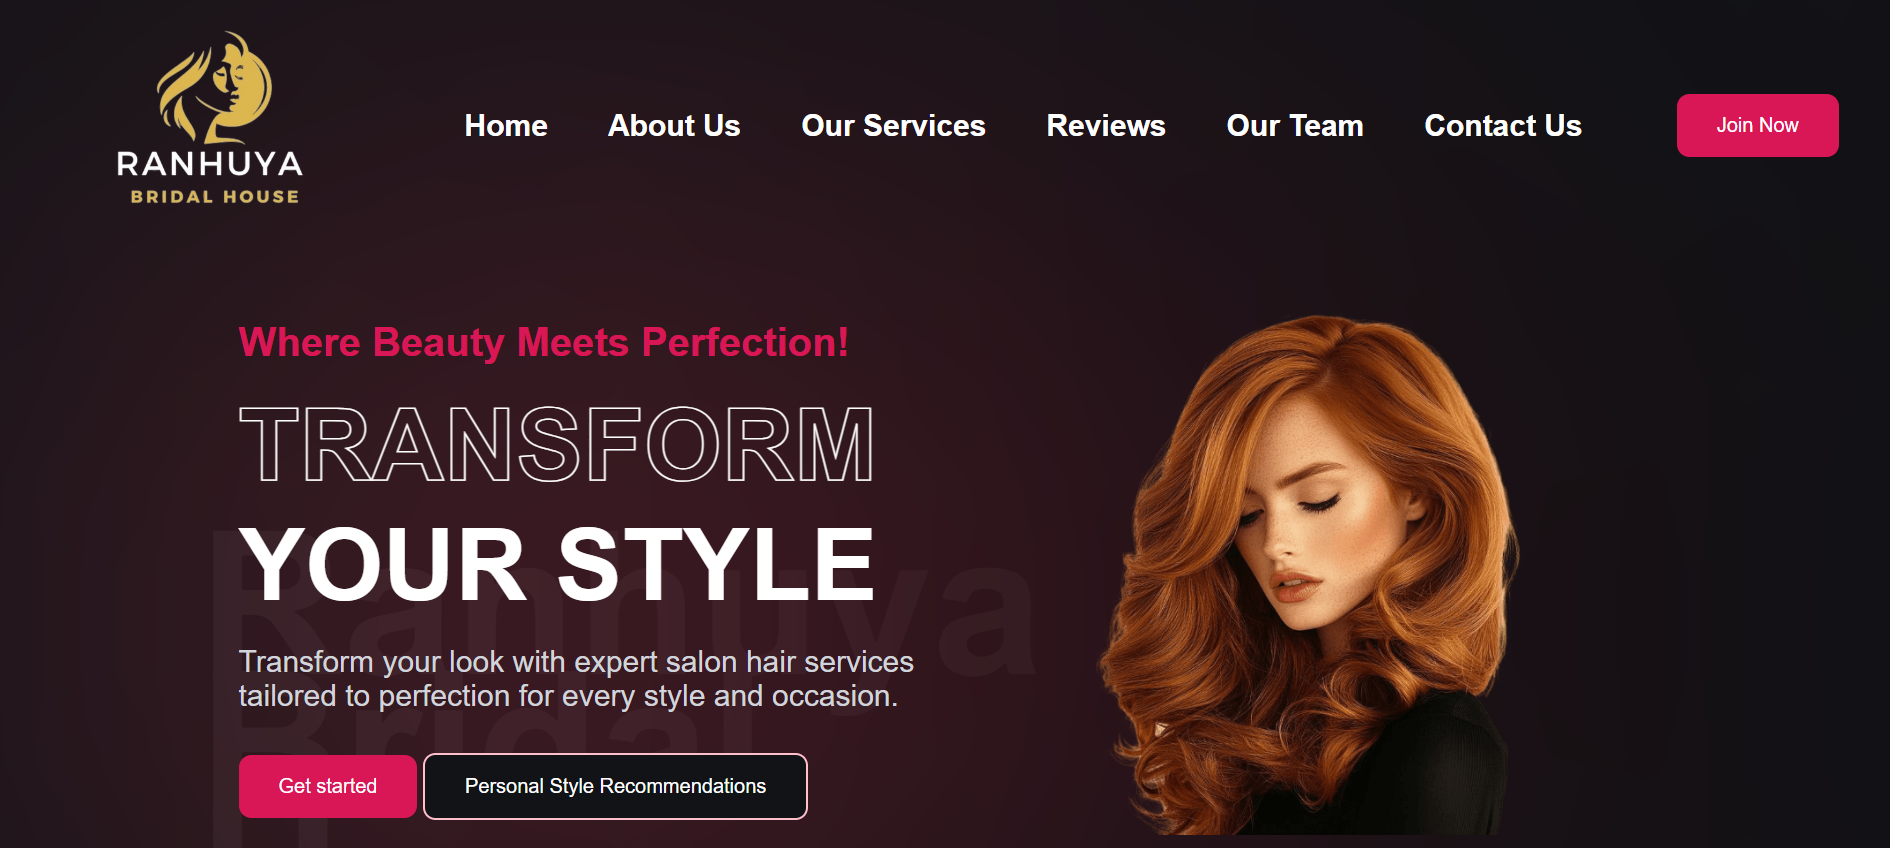 RANHUYA
BRIDAL HOUSE
Home
About Us
Our Services
Reviews
Our Team
Contact Us
Join Now
Where Beauty Meets Perfection!
TRANSFORM
YOUR STYLE
Ranhuya
Transform your look with expert salon hair services
tailored to perfection for every style and occasion.
Bridal
Get started
Personal Style Recommendations